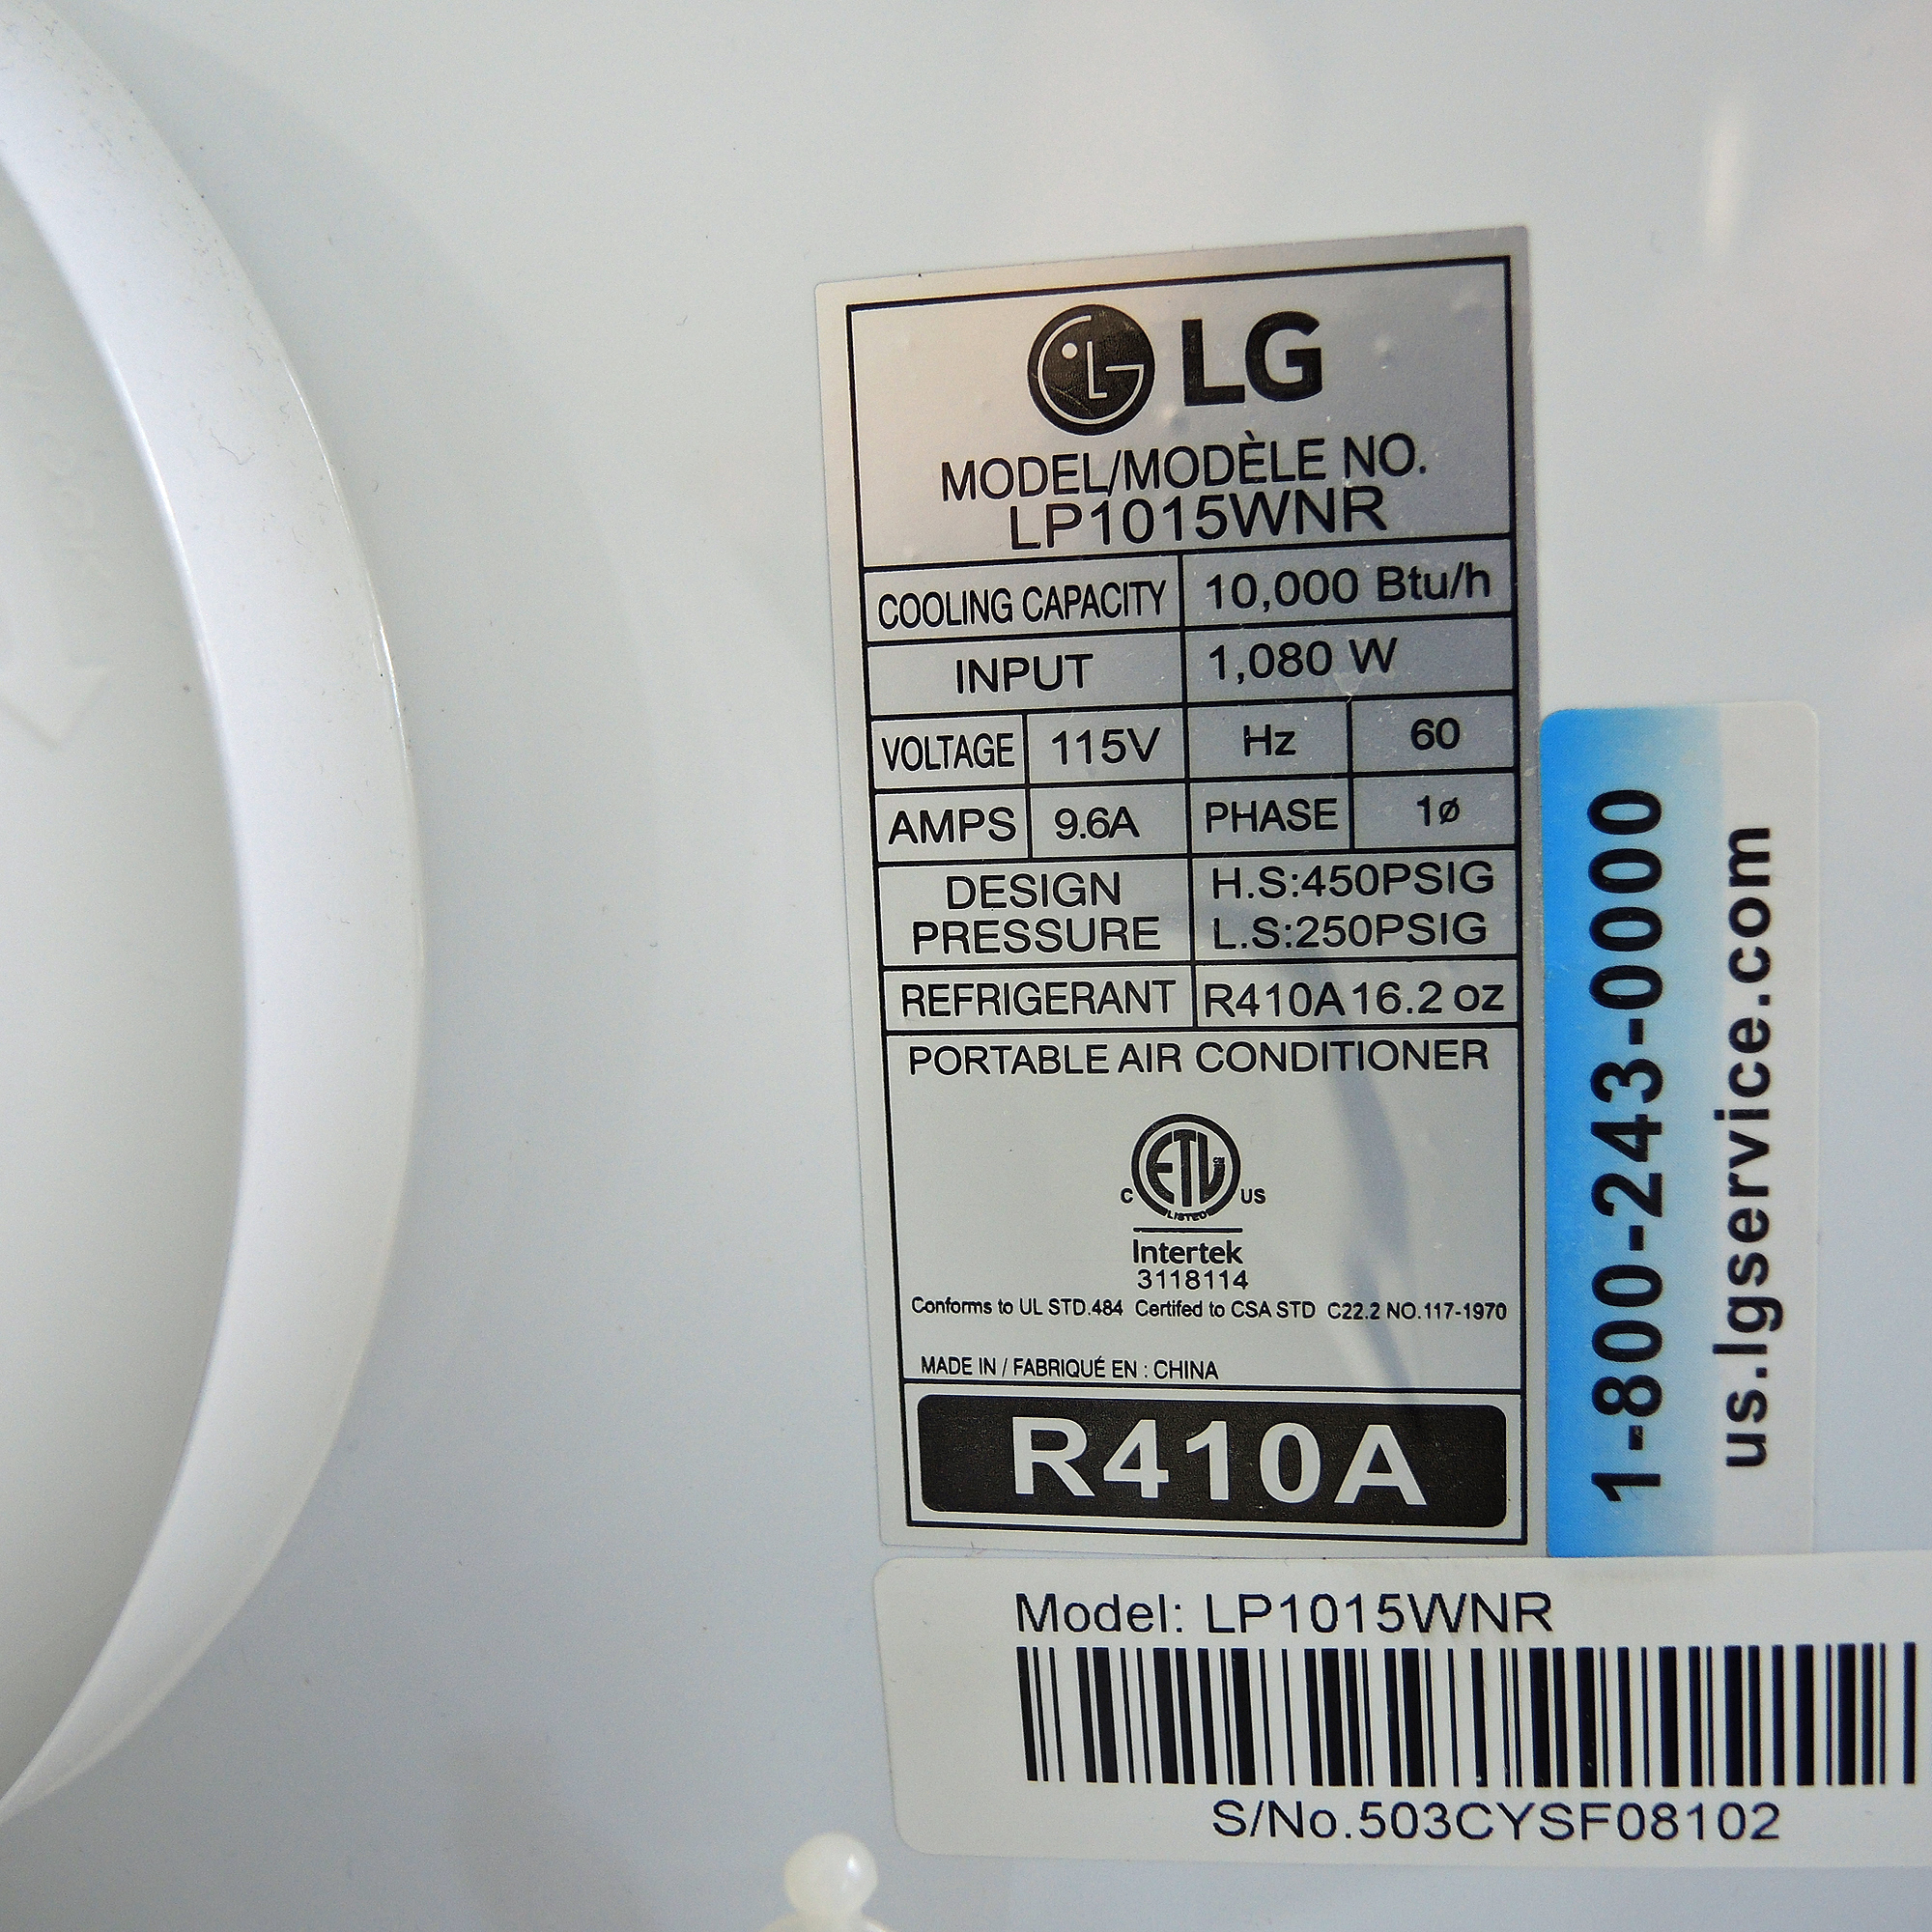 LG
MODEL/MODÈLE NO.
LP1015WNR
COOLING CAPACITY 10,000 Btu/h
INPUT 1,080 W
VOLTAGE 115V Hz 60
AMPS 9.6A PHASE 1ø
DESIGN PRESSURE H.S:450PSIG
L.S:250PSIG
REFRIGERANT R410A 16.2 oz
PORTABLE AIR CONDITIONER
C ETL US
LISTED
Intertek
3118114
Conforms to UL STD.484 Certifed to CSA STD C22.2 NO.117-1970
MADE IN / FABRIQUÉ EN : CHINA
R410A
1-800-243-0000
us.lgservice.com
Model: LP1015WNR
S/No.503CYSF08102